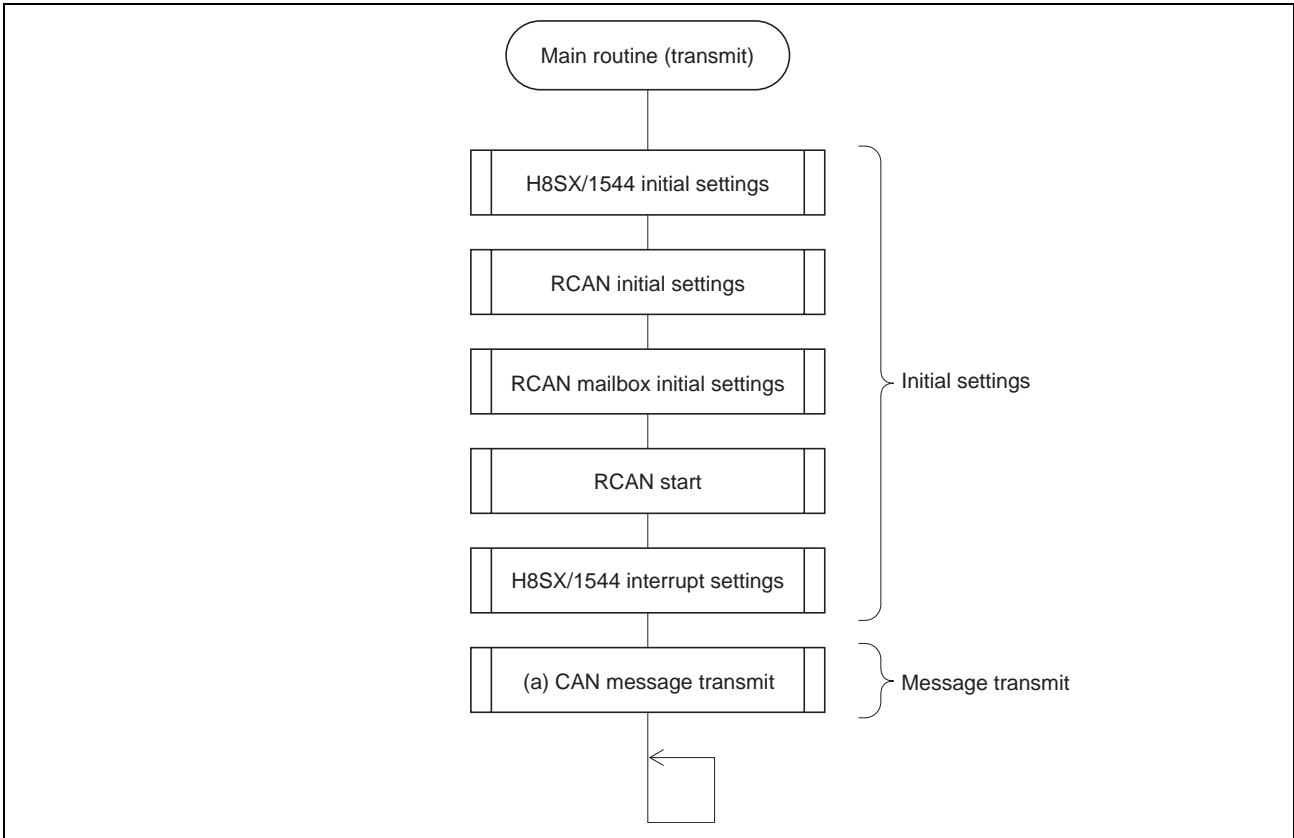 Main routine (transmit)
H8SX/1544 initial settings
RCAN initial settings
RCAN mailbox initial settings
Initial settings
RCAN start
H8SX/1544 interrupt settings
(a) CAN message transmit
Message transmit